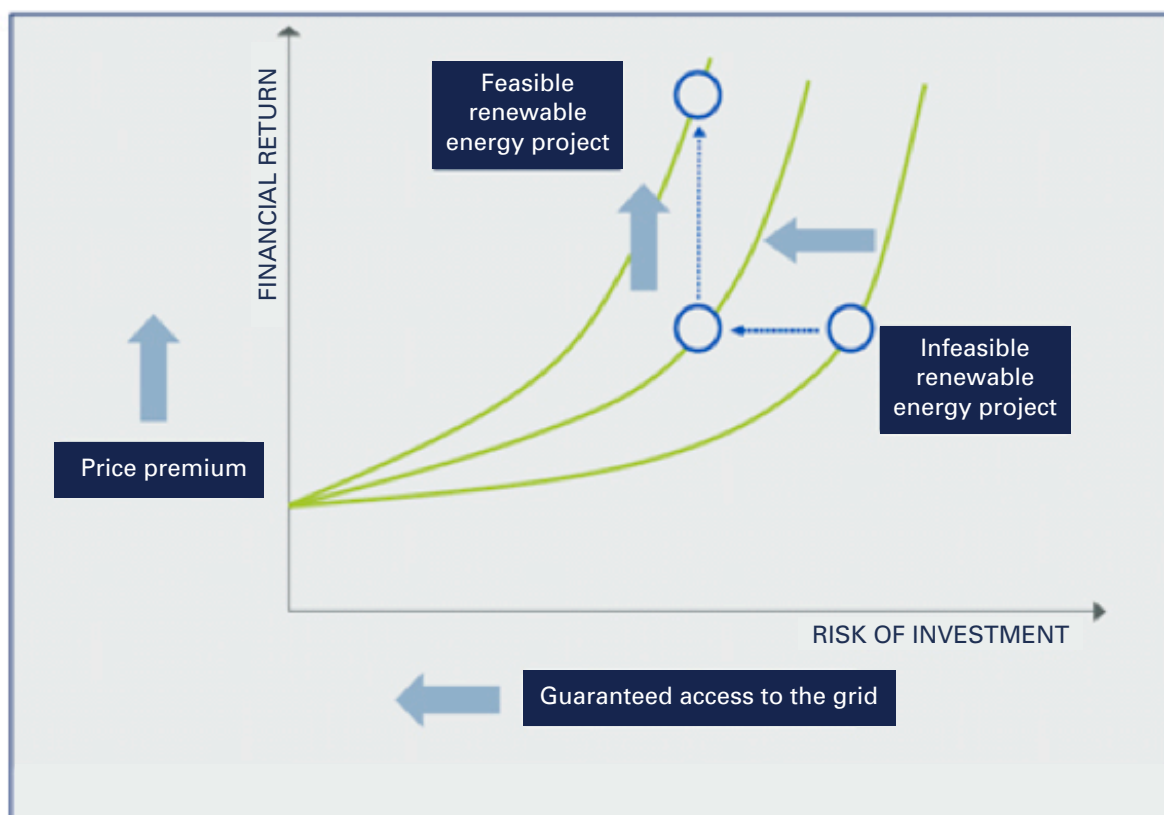 FINANCIAL RETURN
Feasible
renewable
energy project
Infeasible
renewable
energy project
Price premium
RISK OF INVESTMENT
Guaranteed access to the grid